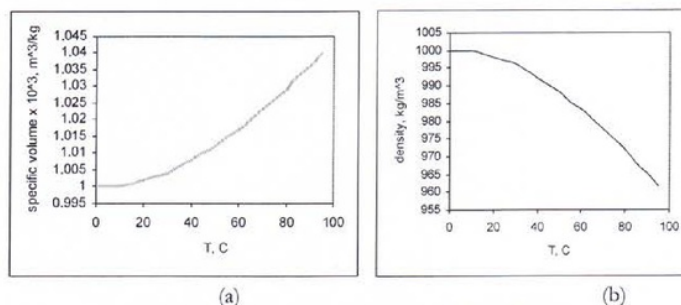 specific volume x 10^3, m^3/kg
1.045
1.04
1.035
1.03
1.025
1.02
1.015
1.01
1.005
1
0.995
0 20 40 60 80 100
T, C
(a)
density, kg/m^3
1005
1000
995
990
985
980
975
970
965
960
955
0 20 40 60 80 100
T, C
(b)